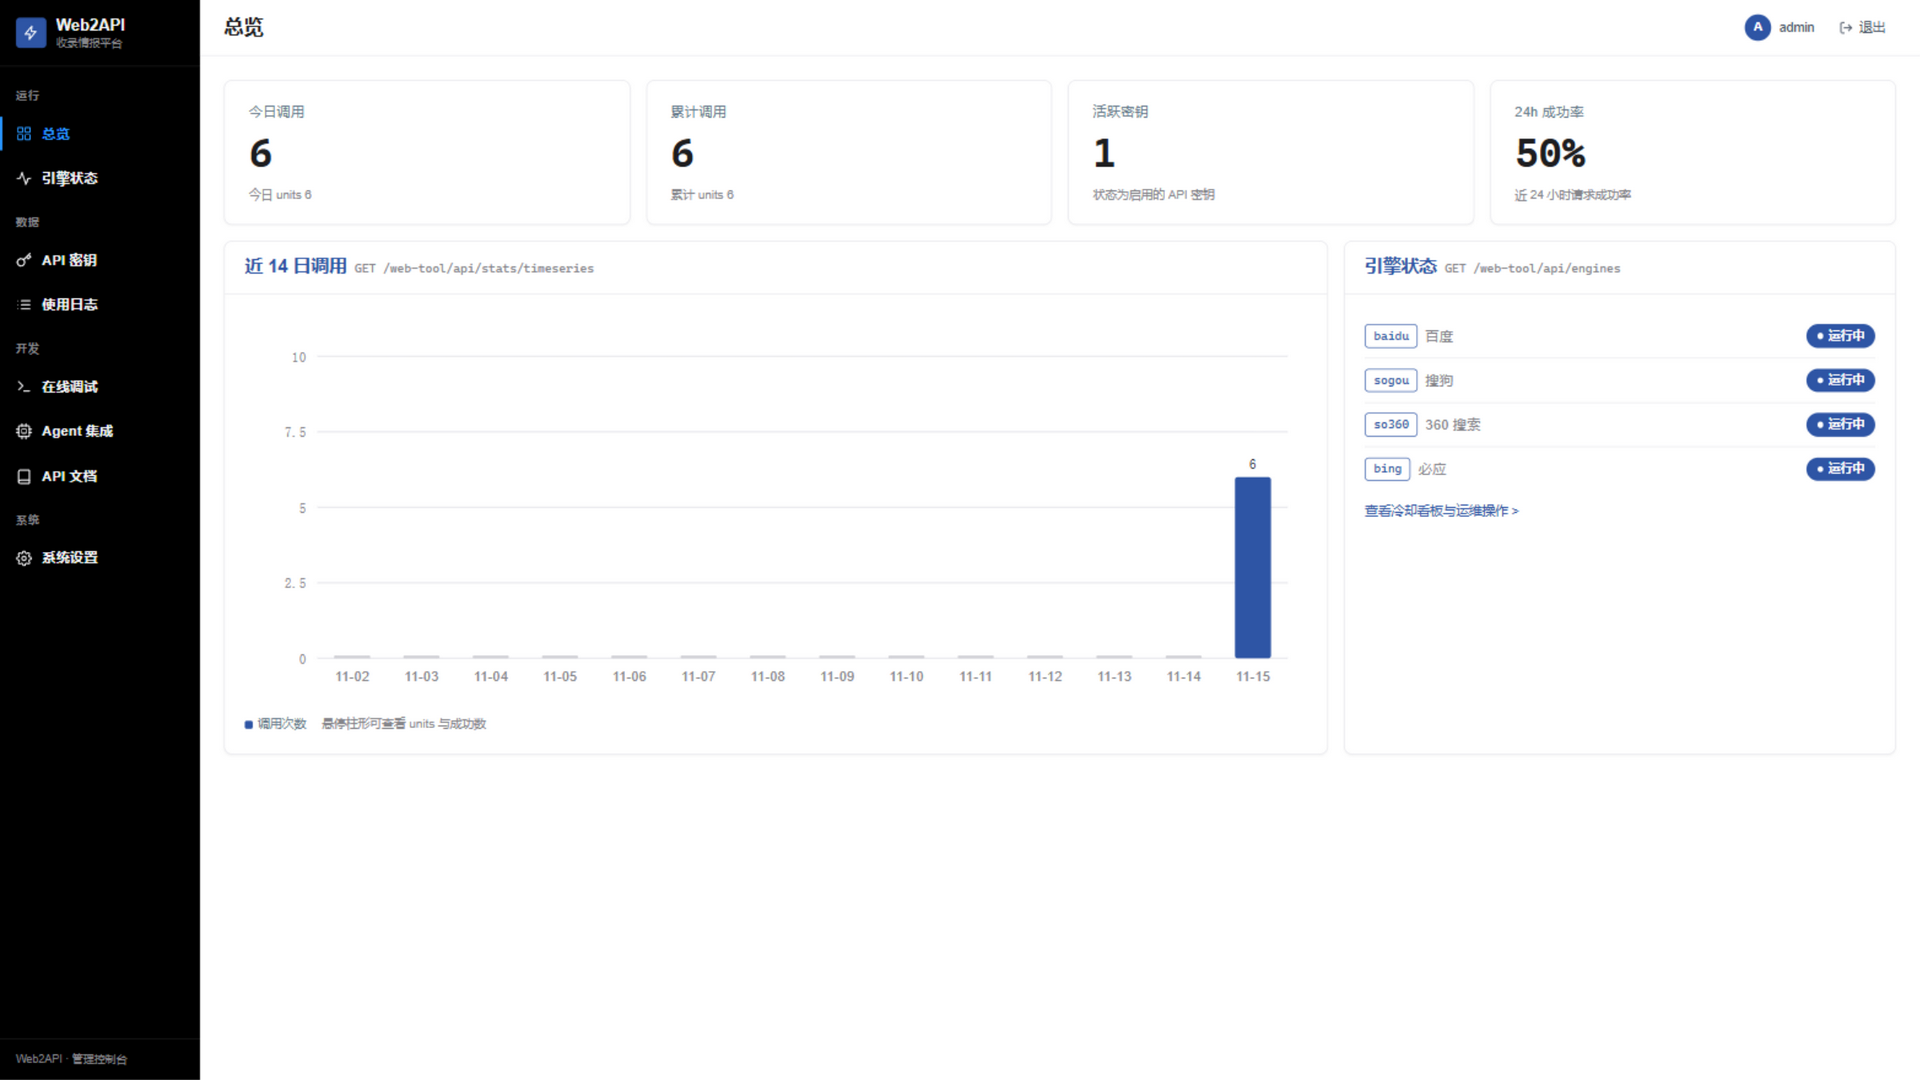 Web2API
收录情报平台
运行
总览
引擎状态
数据
API 密钥
使用日志
开发
在线调试
Agent 集成
API 文档
系统
系统设置
Web2API · 管理控制台
总览
A admin 退出
今日调用
6
今日 units 6
累计调用
6
累计 units 6
活跃密钥
1
状态为启用的 API 密钥
24h 成功率
50%
近 24 小时请求成功率
近 14 日调用 GET /web-tool/api/stats/timeseries
10
7.5
5
2.5
0
6
11-02 11-03 11-04 11-05 11-06 11-07 11-08 11-09 11-10 11-11 11-12 11-13 11-14 11-15
调用次数 悬停柱形可查看 units 与成功数
引擎状态 GET /web-tool/api/engines
baidu 百度 运行中
sogou 搜狗 运行中
so360 360 搜索 运行中
bing 必应 运行中
查看冷却看板与运维操作 >